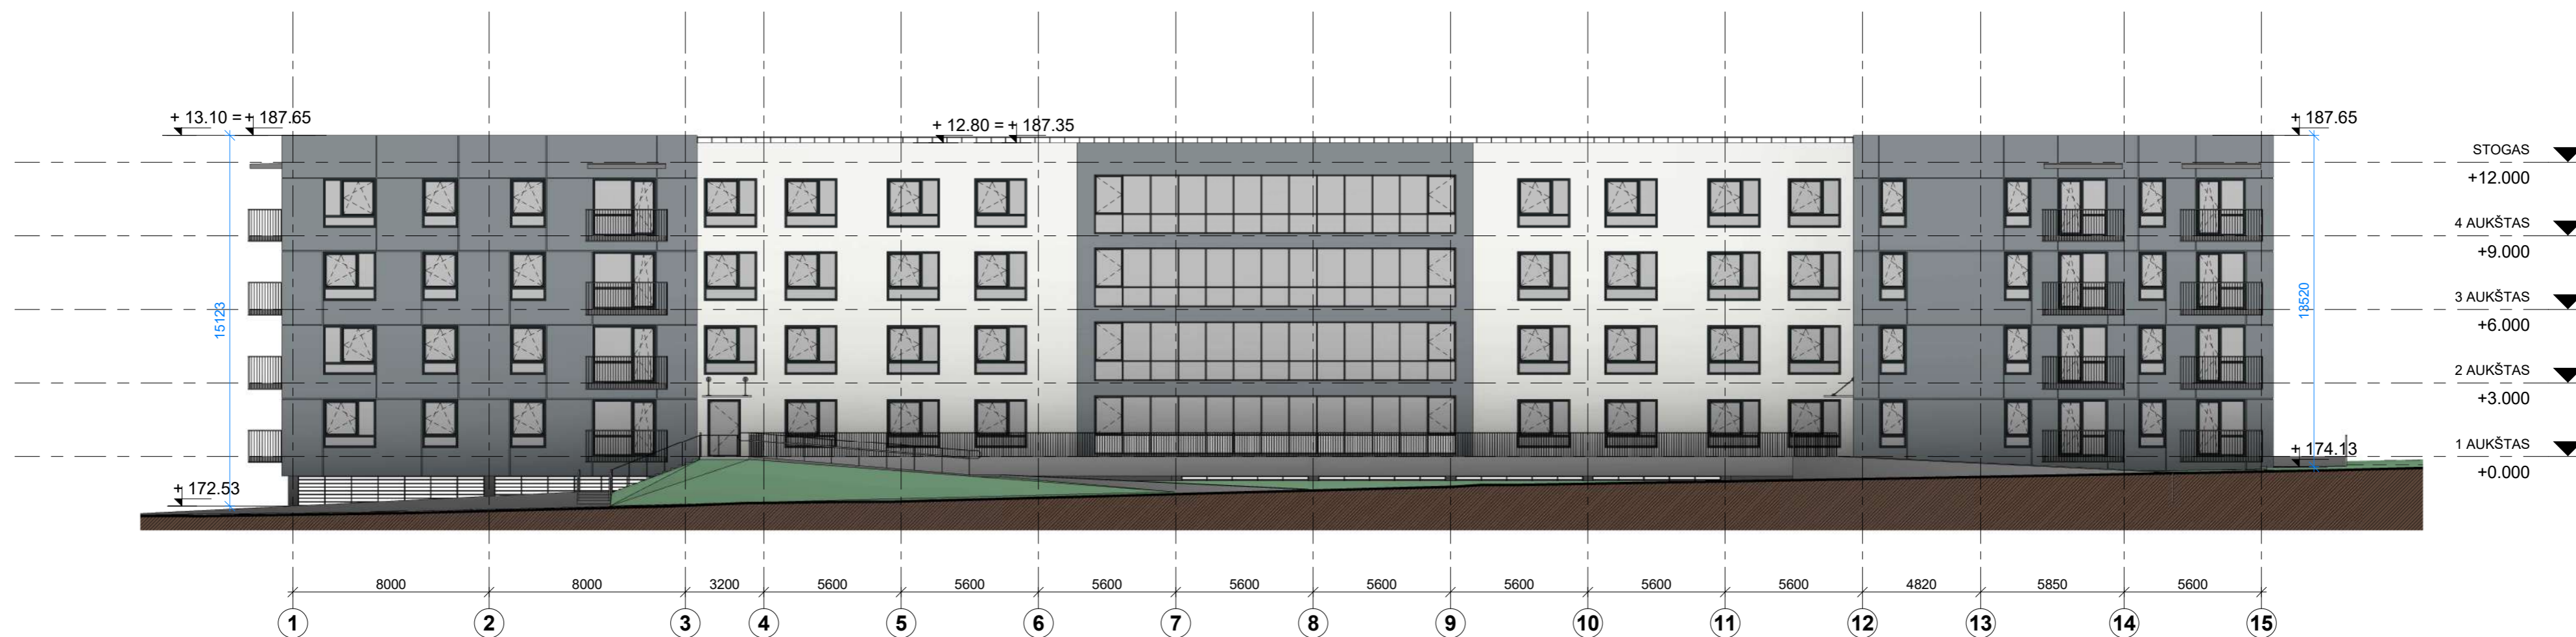 + 13.10 = + 187.65
+ 12.80 = + 187.35
+ 187.65
STOGAS
+12.000
4 AUKŠTAS
+9.000
3 AUKŠTAS
+6.000
15123
13520
2 AUKŠTAS
+3.000
1 AUKŠTAS
+ 174.13
+0.000
+ 172.53
8000 8000 3200 5600 5600 5600 5600 5600 5600 5600 5600 4820 5850 5600
1 2 3 4 5 6 7 8 9 10 11 12 13 14 15